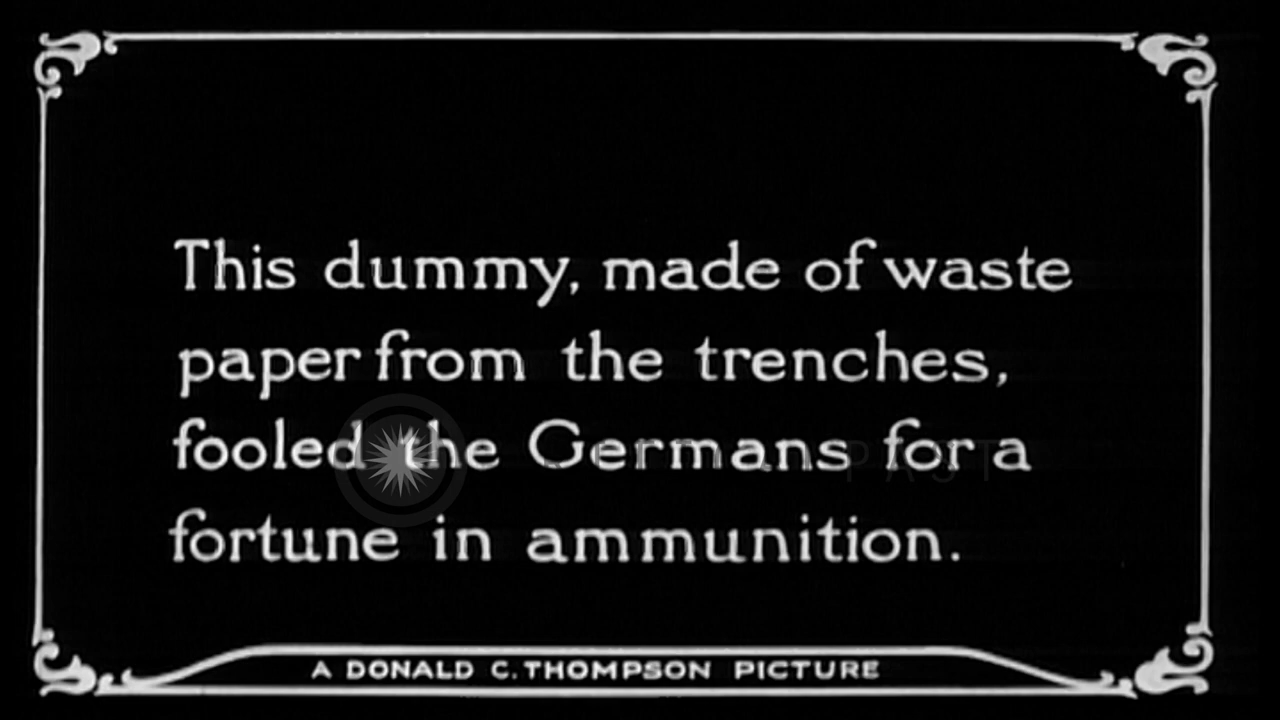 This dummy, made of waste
paper from the trenches,
fooled the Germans for a
fortune in ammunition.
A DONALD C. THOMPSON PICTURE